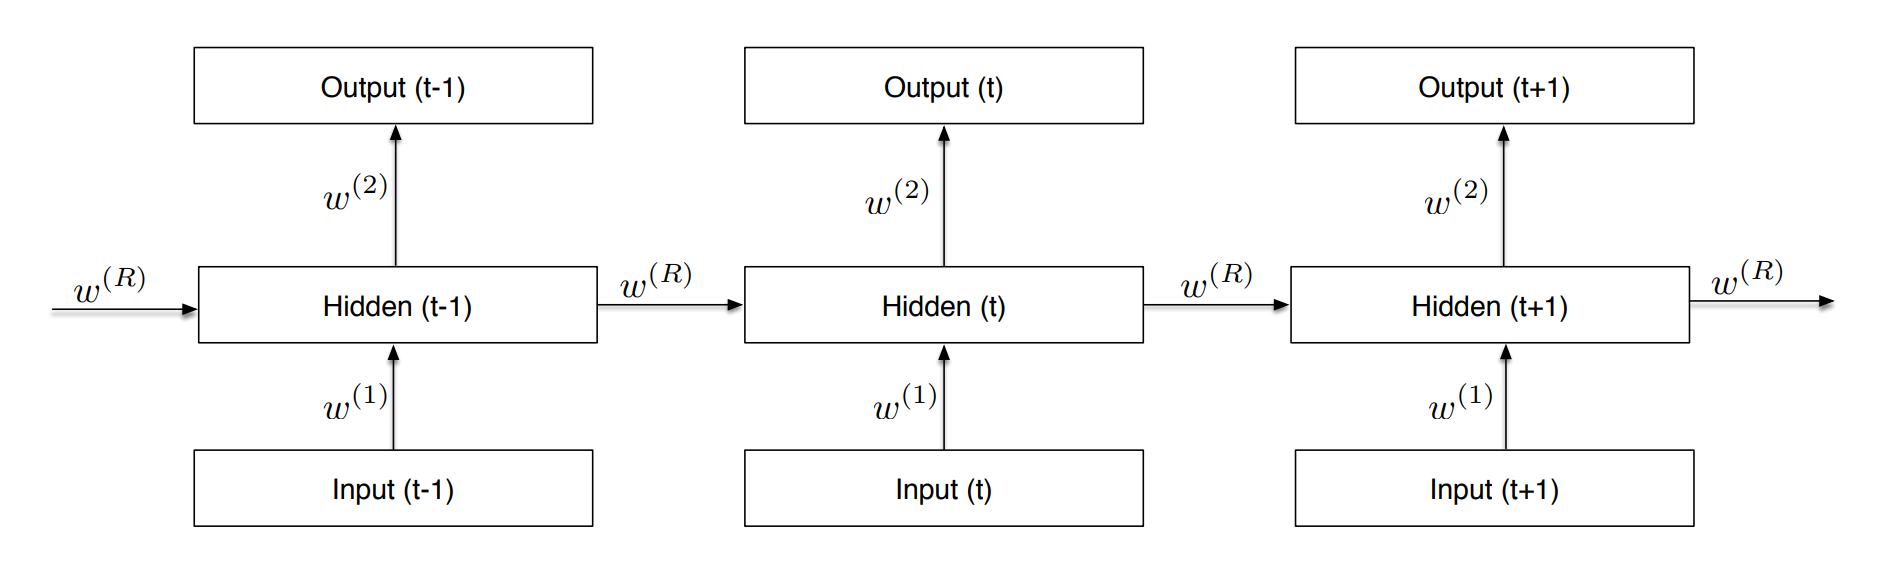 Output (t-1) Output (t) Output (t+1)
w^{(2)} w^{(2)} w^{(2)}
w^{(R)} w^{(R)} w^{(R)} w^{(R)}
Hidden (t-1) Hidden (t) Hidden (t+1)
w^{(1)} w^{(1)} w^{(1)}
Input (t-1) Input (t) Input (t+1)